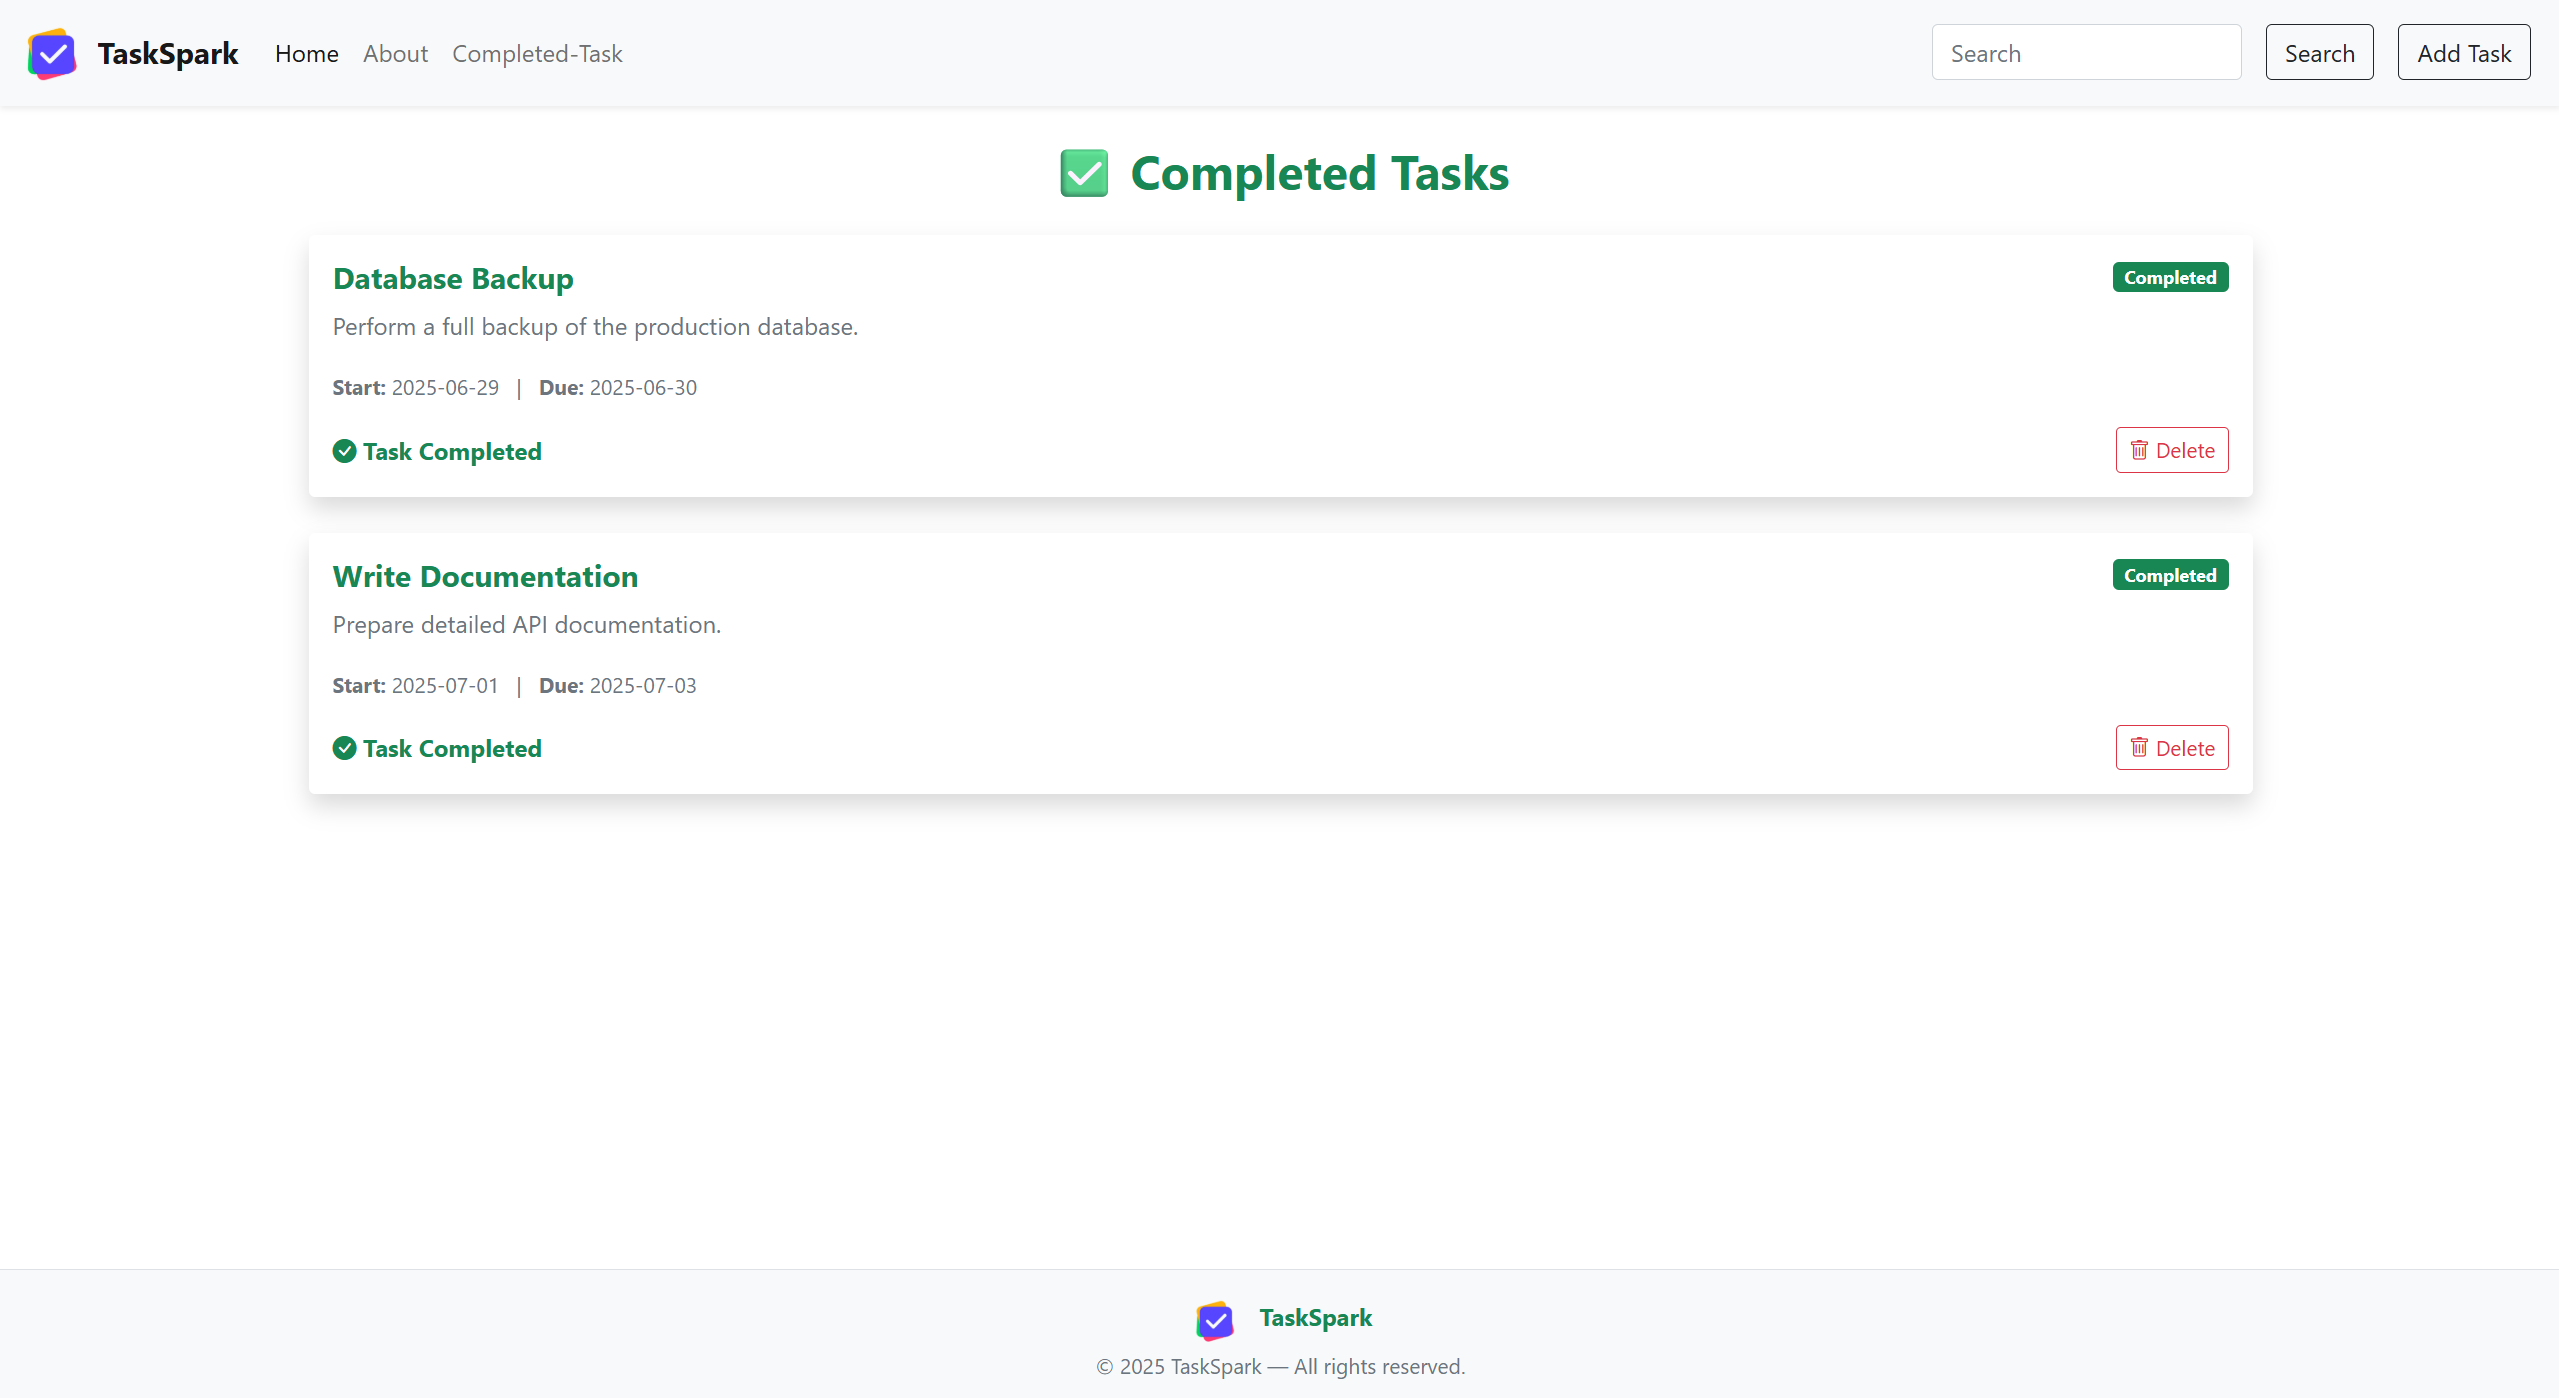 TaskSpark Home About Completed-Task Search Search Add Task
✅ Completed Tasks
Database Backup Completed
Perform a full backup of the production database.
Start: 2025-06-29 | Due: 2025-06-30
Task Completed Delete
Write Documentation Completed
Prepare detailed API documentation.
Start: 2025-07-01 | Due: 2025-07-03
Task Completed Delete
TaskSpark
© 2025 TaskSpark — All rights reserved.